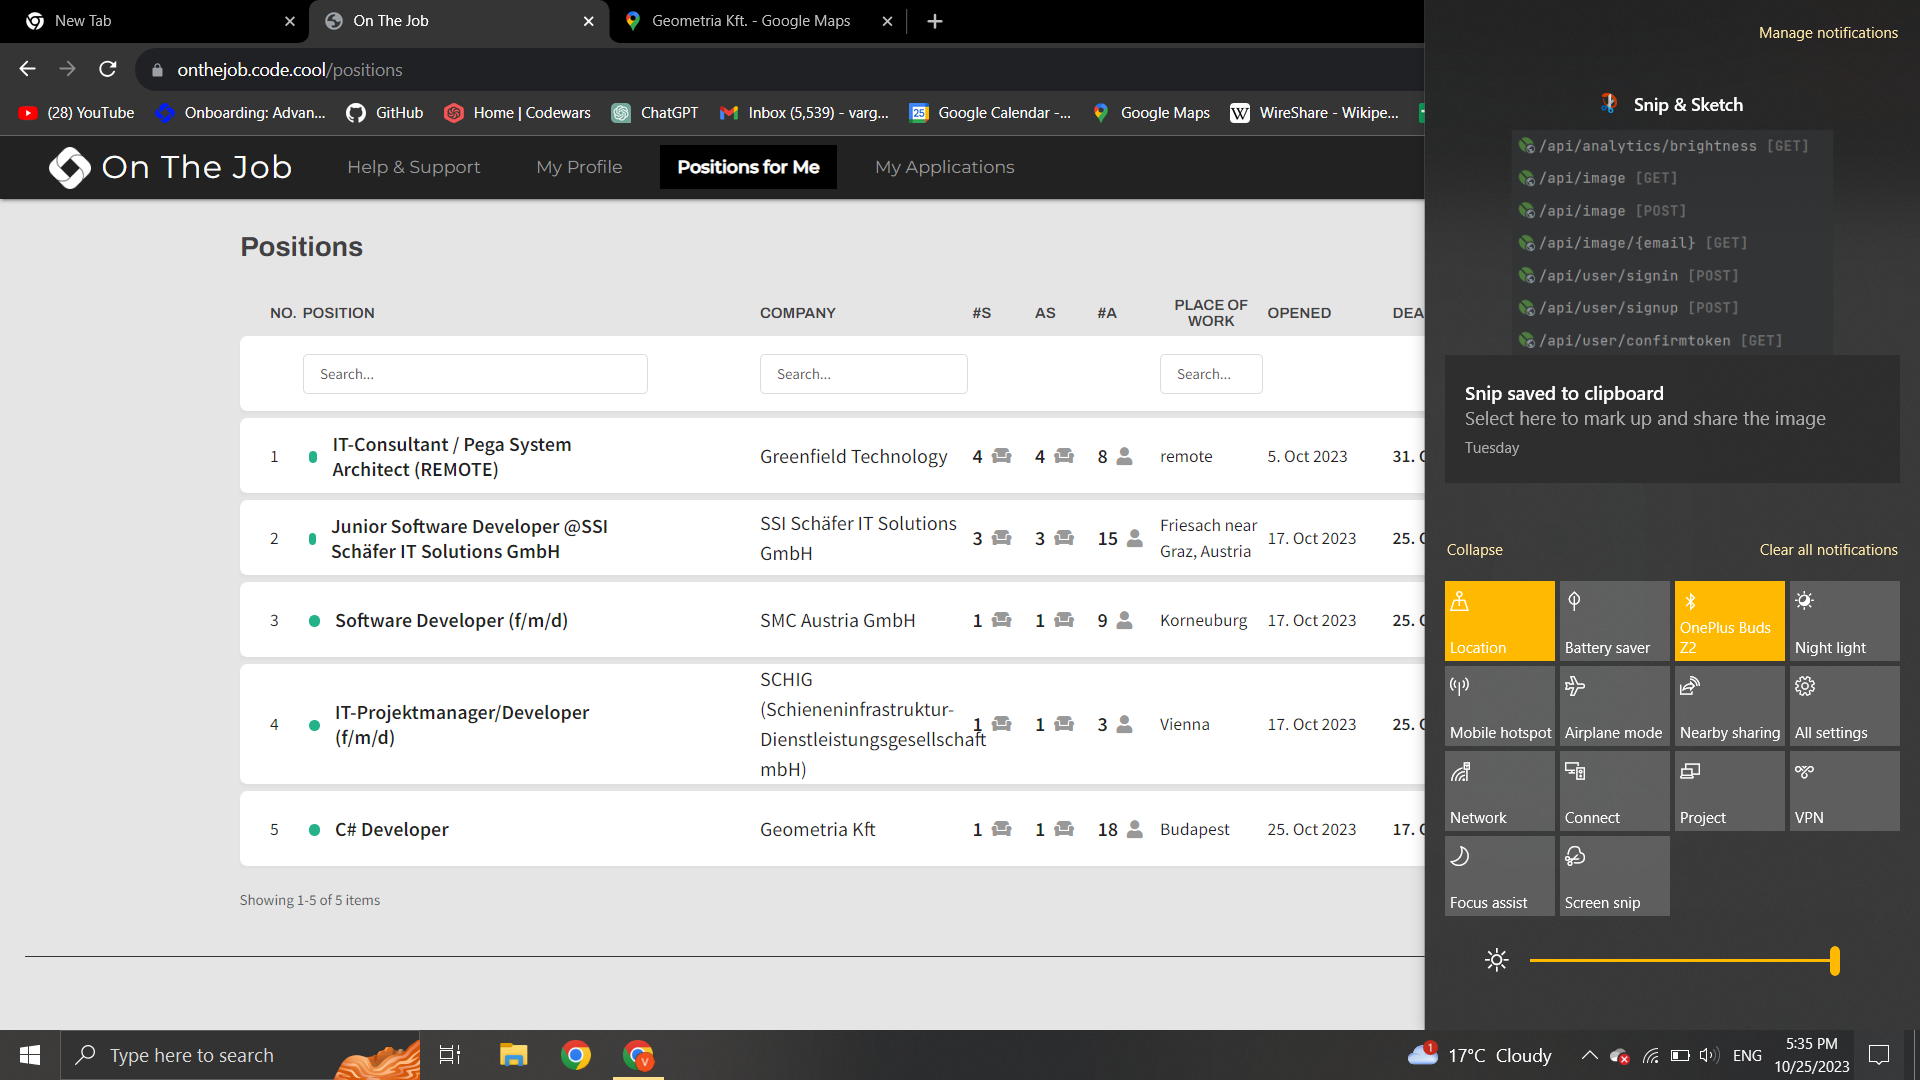 New Tab
On The Job
Geometria Kft. - Google Maps
onthejob.code.cool/positions
(28) YouTube
Onboarding: Advan...
GitHub
Home | Codewars
ChatGPT
Inbox (5,539) - varg...
Google Calendar -...
Google Maps
WireShare - Wikipe...
On The Job
Help & Support
My Profile
Positions for Me
My Applications
Positions
NO. POSITION COMPANY #S AS #A PLACE OF WORK OPENED DEA
Search... Search... Search...
1 IT-Consultant / Pega System
Architect (REMOTE)
Greenfield Technology 4 4 8 remote 5. Oct 2023 31.
2 Junior Software Developer @SSI
Schäfer IT Solutions GmbH
SSI Schäfer IT Solutions
GmbH
3 3 15
Friesach near
Graz, Austria
17. Oct 2023 25.
3 Software Developer (f/m/d) SMC Austria GmbH 1 1 9 Korneuburg 17. Oct 2023 25.
4 IT-Projektmanager/Developer
(f/m/d)
SCHIG
(Schieneninfrastruktur-
Dienstleistungsgesellschaft
mbH)
1 1 3 Vienna 17. Oct 2023 25.
5 C# Developer Geometria Kft 1 1 18 Budapest 25. Oct 2023 17.
Showing 1-5 of 5 items
Manage notifications
Snip & Sketch
/api/analytics/brightness [GET]
/api/image [GET]
/api/image [POST]
/api/image/{email} [GET]
/api/user/signin [POST]
/api/user/signup [POST]
/api/user/confirmtoken [GET]
Snip saved to clipboard
Select here to mark up and share the image
Tuesday
Collapse
Clear all notifications
Location
Battery saver
OnePlus Buds
Z2
Night light
Mobile hotspot
Airplane mode
Nearby sharing
All settings
Network
Connect
Project
VPN
Focus assist
Screen snip
Type here to search
V
1
17°C Cloudy
ENG
5:35 PM
10/25/2023